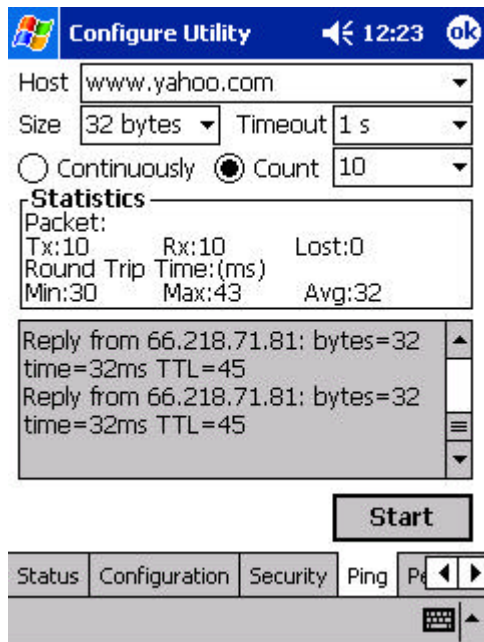 Configure Utility 12:23 ok
Host www.yahoo.com
Size 32 bytes Timeout 1 s
Continuously Count 10
Statistics
Packet:
Tx:10 Rx:10 Lost:0
Round Trip Time:(ms)
Min:30 Max:43 Avg:32
Reply from 66.218.71.81: bytes=32
time=32ms TTL=45
Reply from 66.218.71.81: bytes=32
time=32ms TTL=45
Start
Status Configuration Security Ping